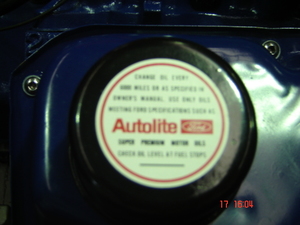 CHANGE OIL EVERY
6000 MILES OR AS SPECIFIED IN
OWNER'S MANUAL. USE ONLY OILS
MEETING FORD SPECIFICATIONS SUCH AS
Autolite Ford
SUPER PREMIUM MOTOR OILS
CHECK OIL LEVEL AT FUEL STOPS
17 16:04